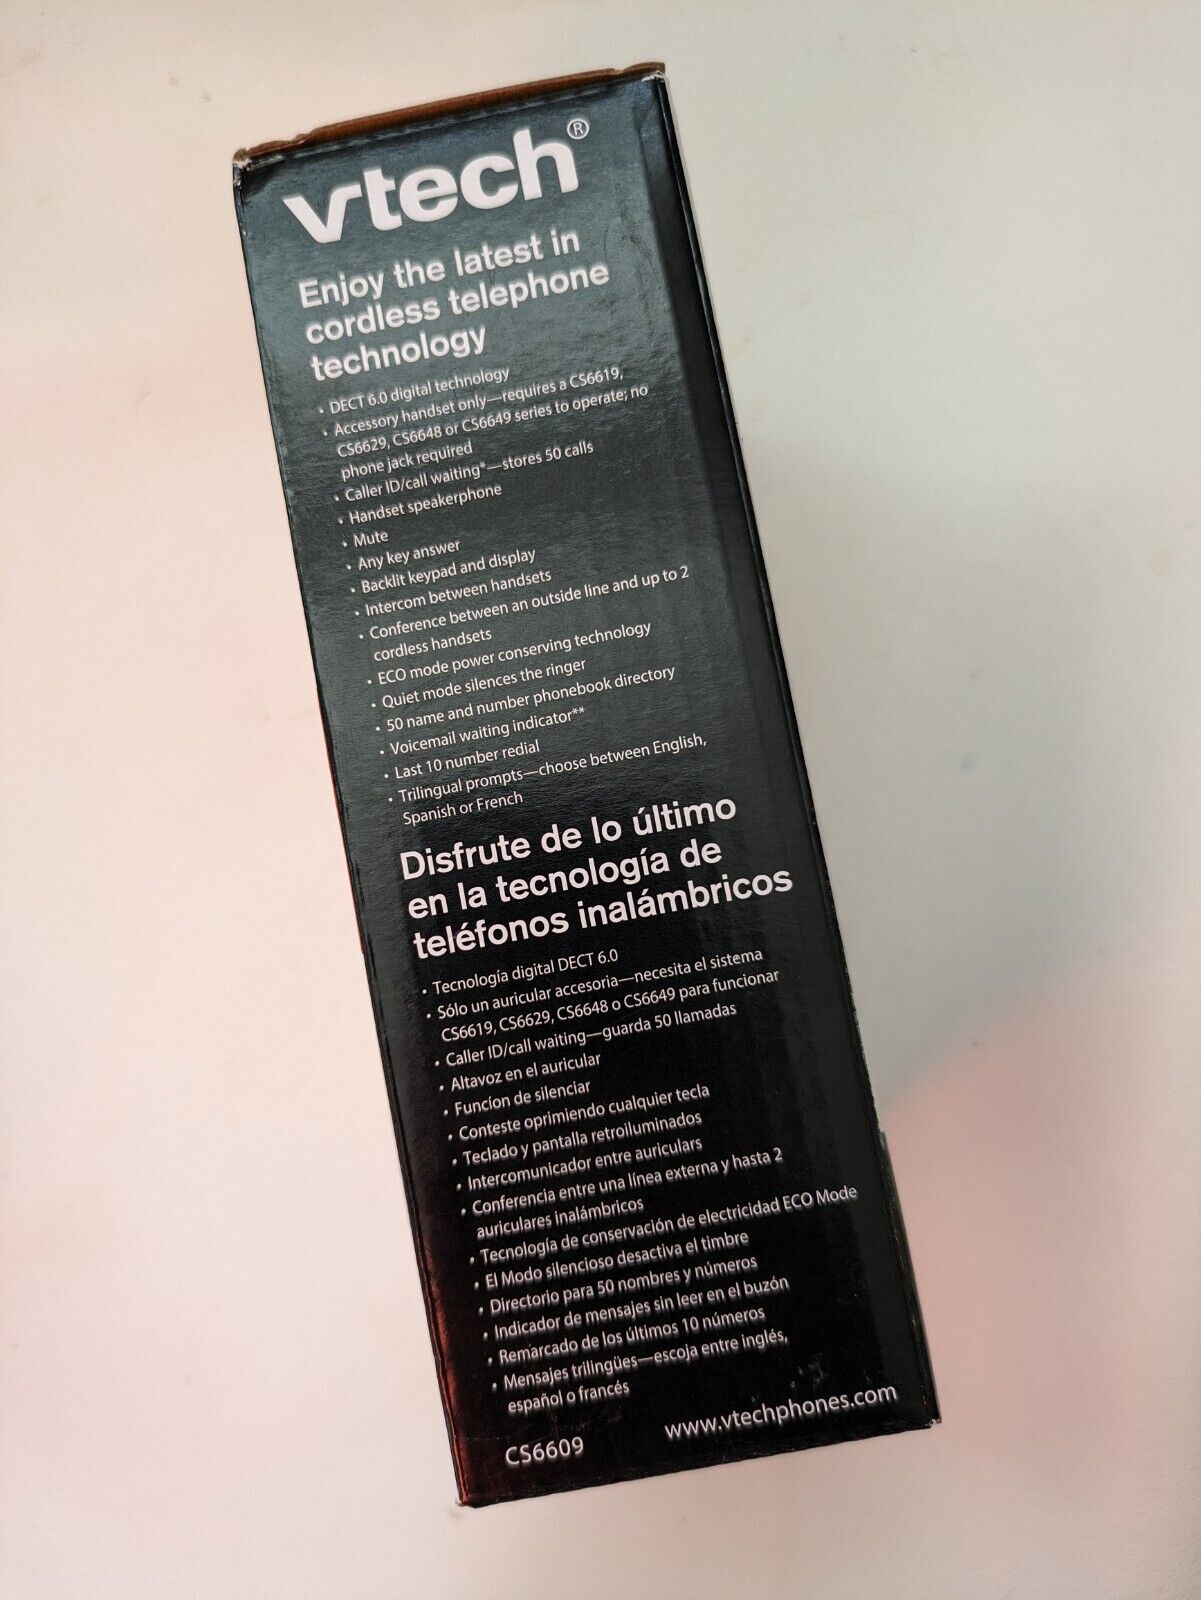 vtech®
Enjoy the latest in
cordless telephone
technology
• DECT 6.0 digital technology
• Accessory handset only—requires a CS6619,
CS6629, CS6648 or CS6649 series to operate; no
phone jack required
• Caller ID/call waiting*—stores 50 calls
• Handset speakerphone
• Mute
• Any key answer
• Backlit keypad and display
• Intercom between handsets
• Conference between an outside line and up to 2
cordless handsets
• ECO mode power conserving technology
• Quiet mode silences the ringer
• 50 name and number phonebook directory
• Voicemail waiting indicator**
• Last 10 number redial
• Trilingual prompts—choose between English,
Spanish or French
Disfrute de lo último
en la tecnología de
teléfonos inalámbricos
• Tecnología digital DECT 6.0
• Sólo un auricular accesoria—necesita el sistema
CS6619, CS6629, CS6648 o CS6649 para funcionar
• Caller ID/call waiting—guarda 50 llamadas
• Altavoz en el auricular
• Funcíon de silenciar
• Conteste oprimiendo cualquier tecla
• Teclado y pantalla retroiluminados
• Intercomunicador entre auriculars
• Conferencia entre una línea externa y hasta 2
auriculares inalámbricos
• Tecnología de conservación de electricidad ECO Mode
• El Modo silencioso desactiva el timbre
• Directorio para 50 nombres y números
• Indicador de mensajes sin leer en el buzón
• Remarcado de los últimos 10 números
• Mensajes trilingües—escoja entre inglés,
español o francés
CS6609
www.vtechphones.com